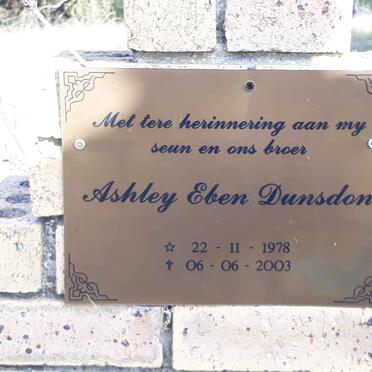 Met tere herinnering aan my
seun en ons broer
Ashley Eben Dunsdon
☆ 22 - 11 - 1978
✝ 06 - 06 - 2003